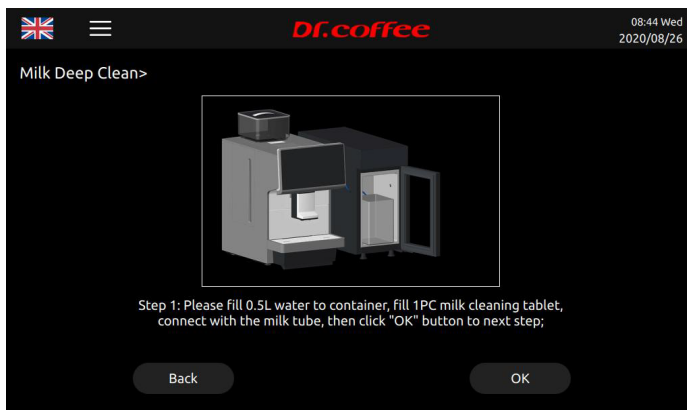 Dr.coffee
08:44 Wed
2020/08/26
Milk Deep Clean>
Step 1: Please fill 0.5L water to container, fill 1PC milk cleaning tablet,
connect with the milk tube, then click "OK" button to next step;
Back
OK